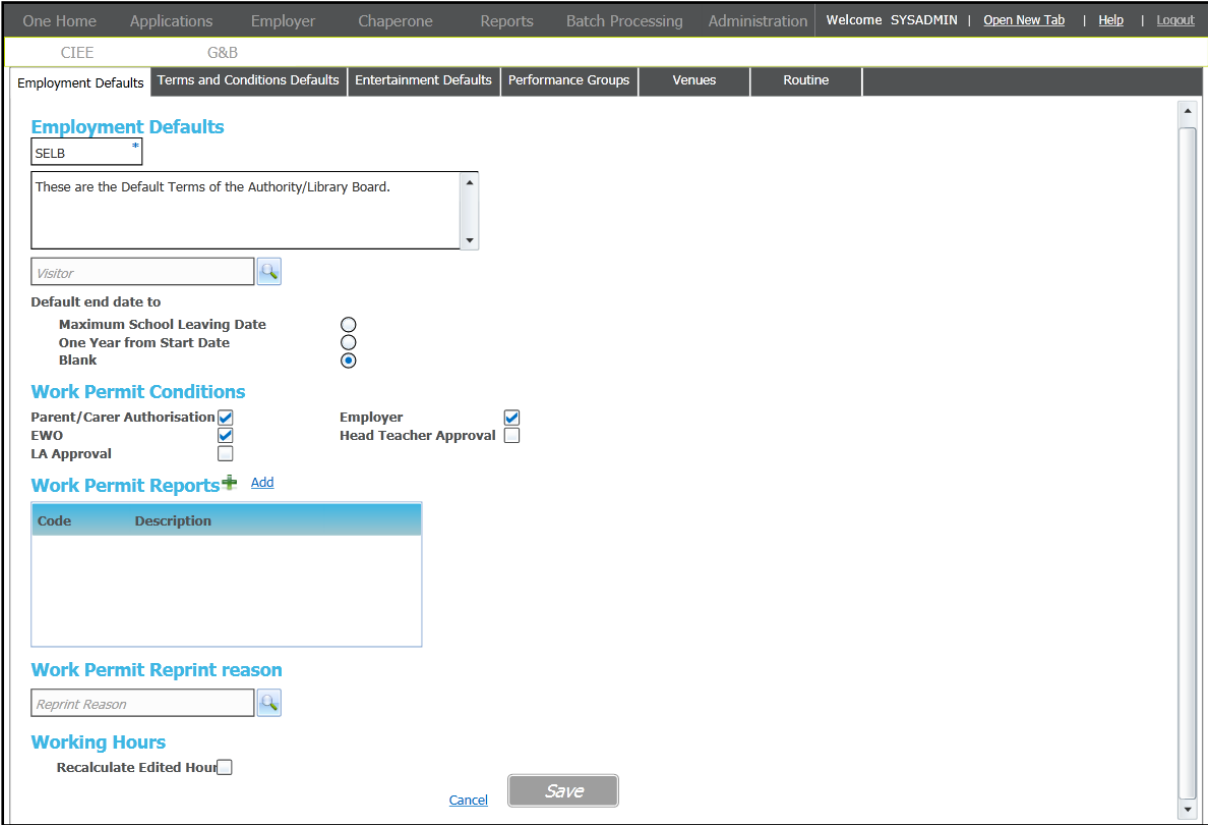 One Home Applications Employer Chaperone Reports Batch Processing Administration Welcome SYSADMIN | Open New Tab | Help | Logout
CIEE G&B
Employment Defaults Terms and Conditions Defaults Entertainment Defaults Performance Groups Venues Routine
Employment Defaults
SELB *
These are the Default Terms of the Authority/Library Board.
Visitor
Default end date to
Maximum School Leaving Date
One Year from Start Date
Blank
Work Permit Conditions
Parent/Carer Authorisation Employer
EWO Head Teacher Approval
LA Approval
Work Permit Reports Add
Code Description
Work Permit Reprint reason
Reprint Reason
Working Hours
Recalculate Edited Hour
Cancel Save